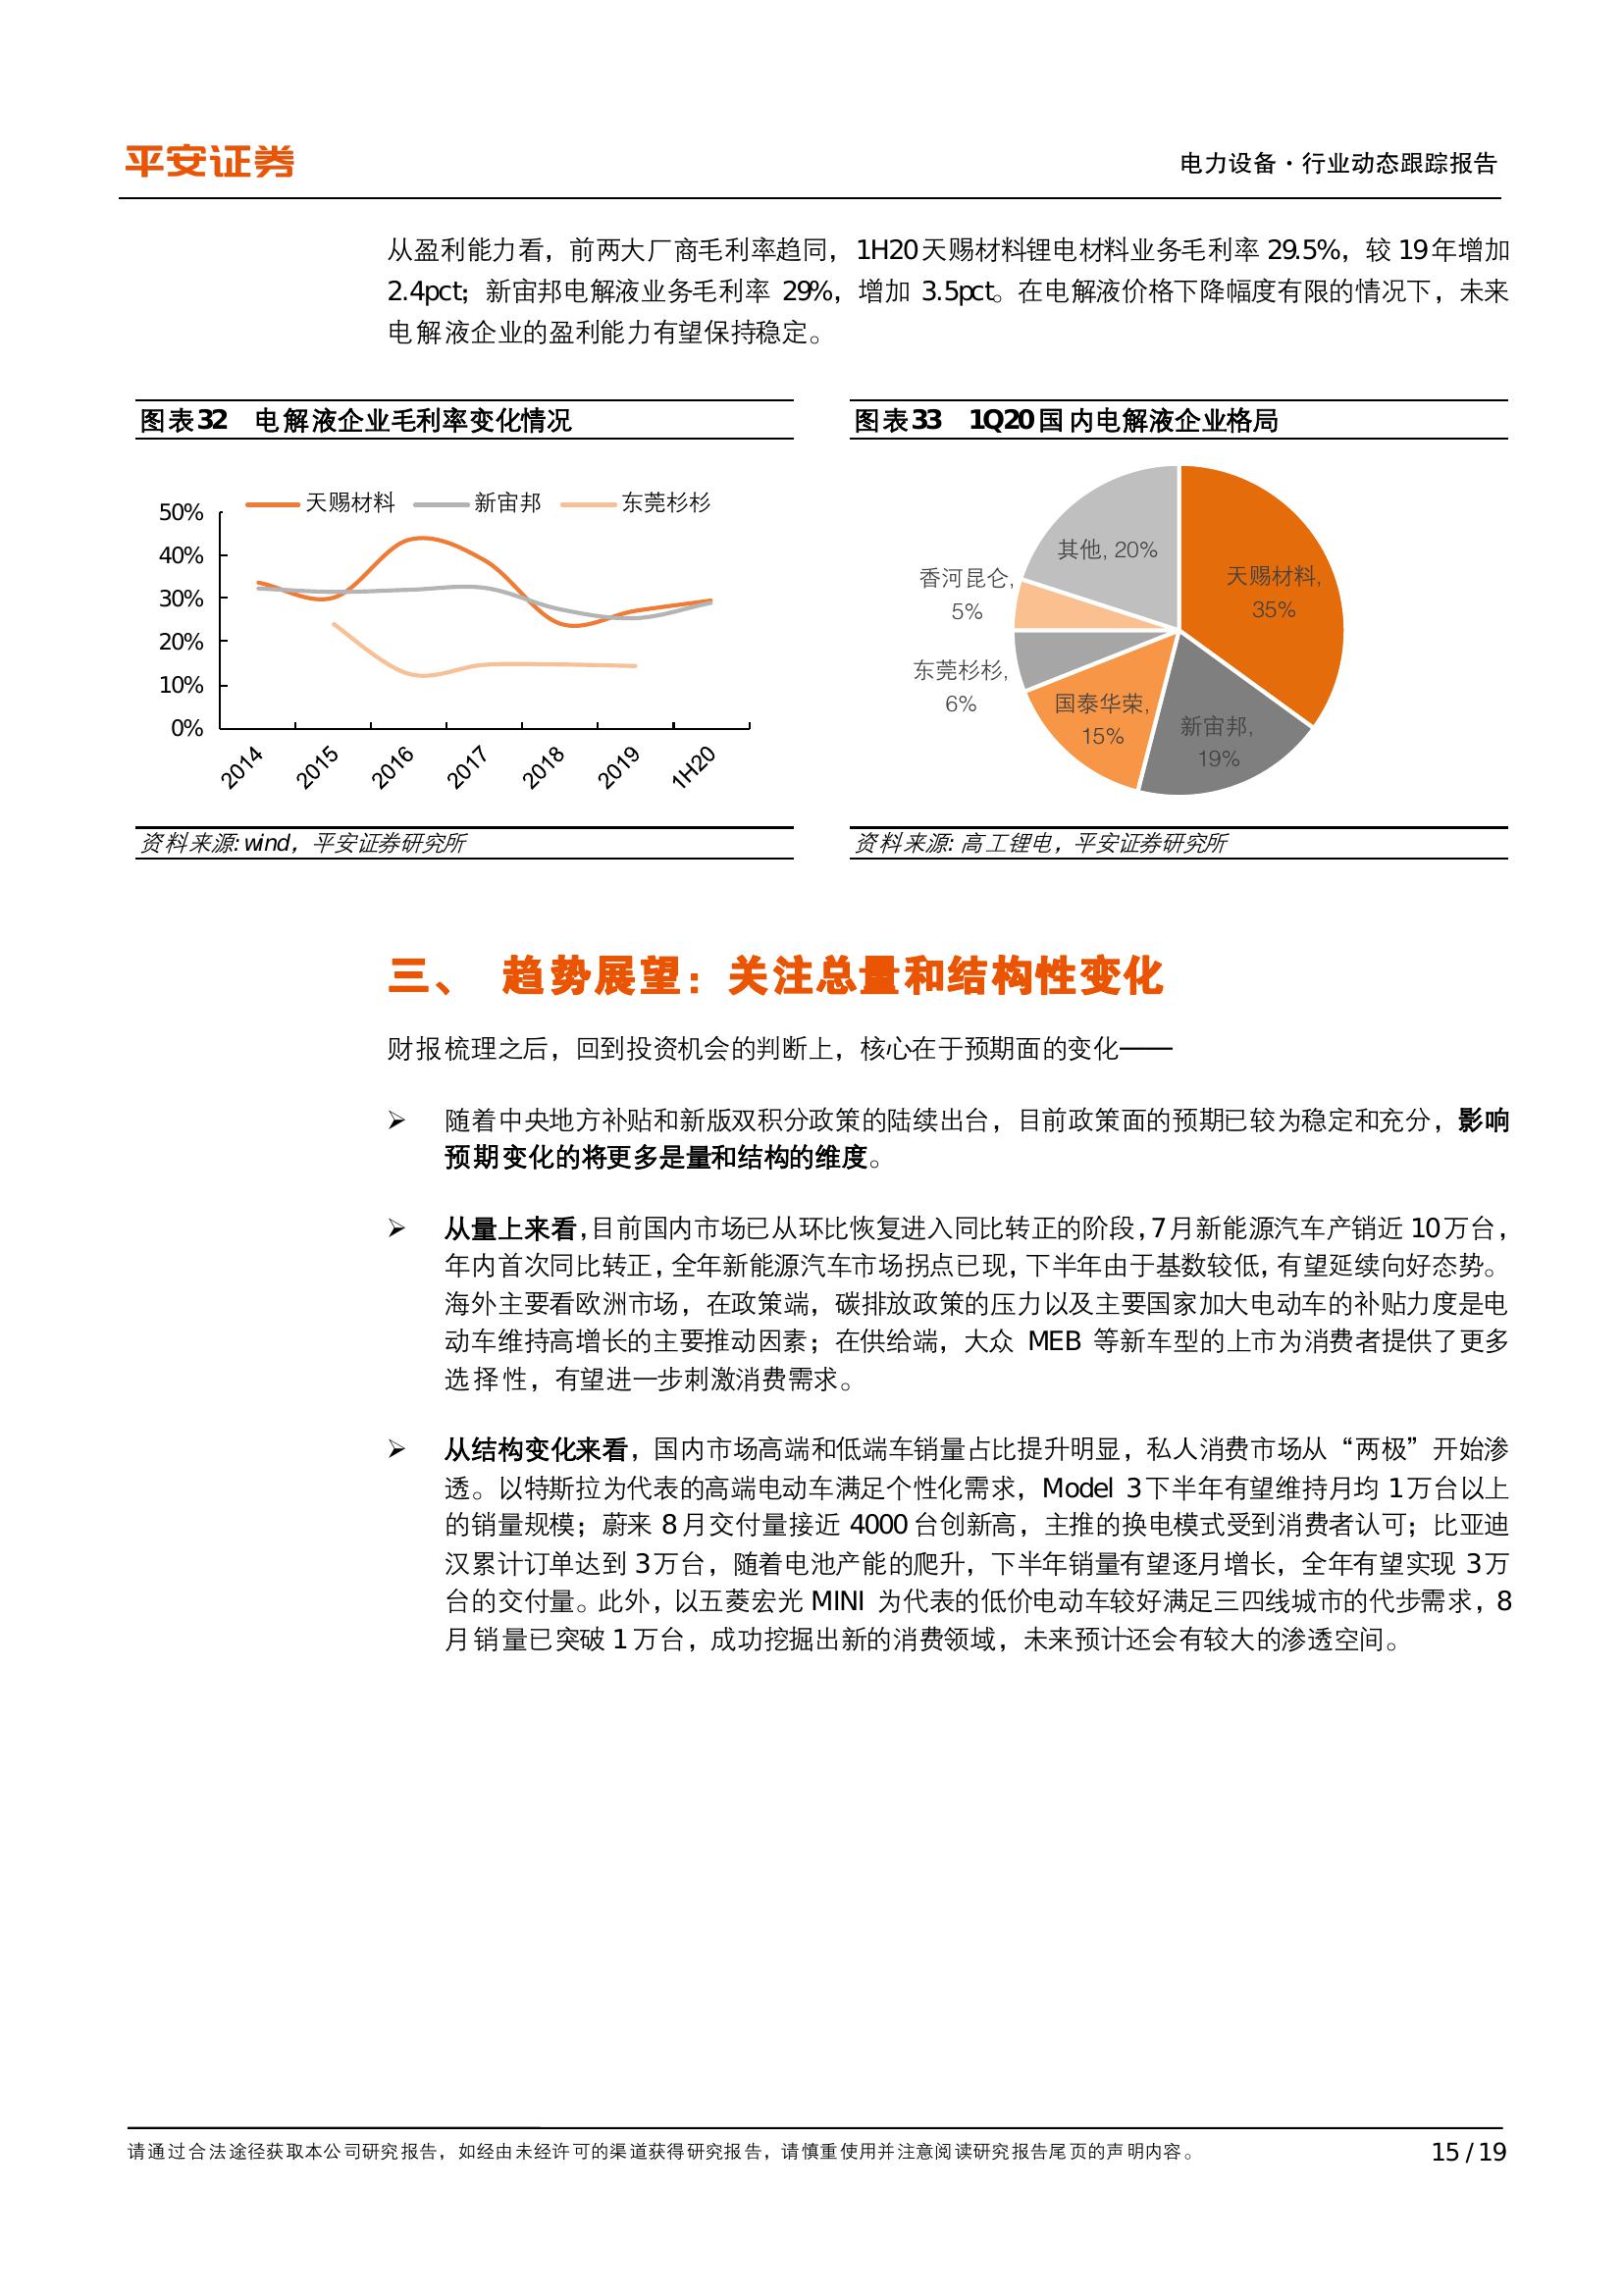 平安证券
电力设备·行业动态跟踪报告
从盈利能力看，前两大厂商毛利率趋同，1H20天赐材料锂电材料业务毛利率 29.5%，较 19年增加
2.4pct；新宙邦电解液业务毛利率 29%，增加 3.5pct。在电解液价格下降幅度有限的情况下，未来
电解液企业的盈利能力有望保持稳定。
图表32 电解液企业毛利率变化情况
天赐材料 新宙邦 东莞杉杉
50%
40%
30%
20%
10%
0%
2014 2015 2016 2017 2018 2019 1H20
资料来源: wind，平安证券研究所
图表33 1Q20国内电解液企业格局
其他, 20%
天赐材料,
35%
香河昆仑,
5%
东莞杉杉,
6%
国泰华荣,
15%
新宙邦,
19%
资料来源: 高工锂电，平安证券研究所
三、 趋势展望：关注总量和结构性变化
财报梳理之后，回到投资机会的判断上，核心在于预期面的变化——
➢ 随着中央地方补贴和新版双积分政策的陆续出台，目前政策面的预期已较为稳定和充分，影响
预期变化的将更多是量和结构的维度。
➢ 从量上来看，目前国内市场已从环比恢复进入同比转正的阶段，7月新能源汽车产销近 10万台，
年内首次同比转正，全年新能源汽车市场拐点已现，下半年由于基数较低，有望延续向好态势。
海外主要看欧洲市场，在政策端，碳排放政策的压力以及主要国家加大电动车的补贴力度是电
动车维持高增长的主要推动因素；在供给端，大众 MEB 等新车型的上市为消费者提供了更多
选择性，有望进一步刺激消费需求。
➢ 从结构变化来看，国内市场高端和低端车销量占比提升明显，私人消费市场从“两极”开始渗
透。以特斯拉为代表的高端电动车满足个性化需求，Model 3下半年有望维持月均 1万台以上
的销量规模；蔚来 8月交付量接近 4000台创新高，主推的换电模式受到消费者认可；比亚迪
汉累计订单达到 3万台，随着电池产能的爬升，下半年销量有望逐月增长，全年有望实现 3万
台的交付量。此外，以五菱宏光 MINI 为代表的低价电动车较好满足三四线城市的代步需求，8
月销量已突破 1万台，成功挖掘出新的消费领域，未来预计还会有较大的渗透空间。
请通过合法途径获取本公司研究报告，如经由未经许可的渠道获得研究报告，请慎重使用并注意阅读研究报告尾页的声明内容。
15 / 19